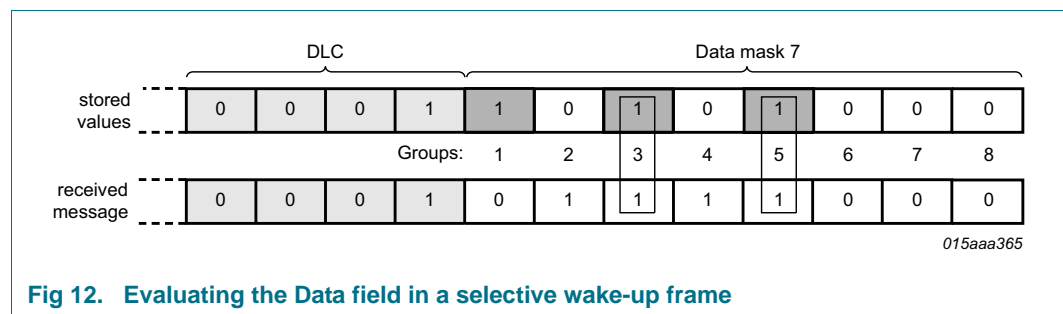 DLC Data mask 7
stored values 0 0 0 1 1 0 1 0 1 0 0 0
Groups: 1 2 3 4 5 6 7 8
received message 0 0 0 1 0 1 1 1 1 0 0 0
015aaa365
Fig 12. Evaluating the Data field in a selective wake-up frame